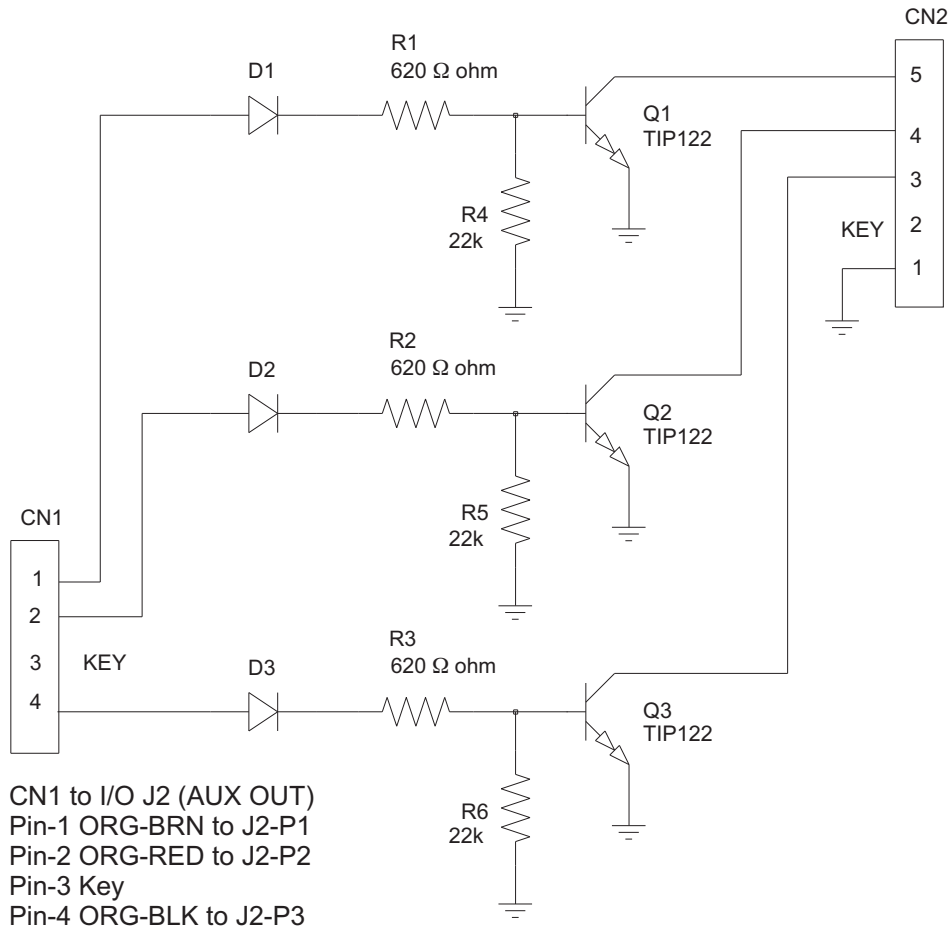 CN2
R1
620 Ω ohm
D1
5
Q1
TIP122
4
3
R4
22k
KEY
2
1
R2
620 Ω ohm
D2
Q2
TIP122
R5
22k
CN1
1
2
3
KEY
4
R3
620 Ω ohm
D3
Q3
TIP122
R6
22k
CN1 to I/O J2 (AUX OUT)
Pin-1 ORG-BRN to J2-P1
Pin-2 ORG-RED to J2-P2
Pin-3 Key
Pin-4 ORG-BLK to J2-P3